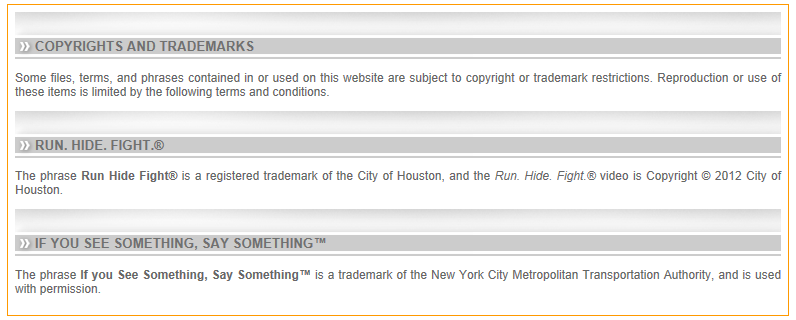 COPYRIGHTS AND TRADEMARKS
Some files, terms, and phrases contained in or used on this website are subject to copyright or trademark restrictions. Reproduction or use of
these items is limited by the following terms and conditions.
RUN. HIDE. FIGHT.®
The phrase Run Hide Fight® is a registered trademark of the City of Houston, and the Run. Hide. Fight.® video is Copyright © 2012 City of
Houston.
IF YOU SEE SOMETHING, SAY SOMETHING™
The phrase If you See Something, Say Something™ is a trademark of the New York City Metropolitan Transportation Authority, and is used
with permission.